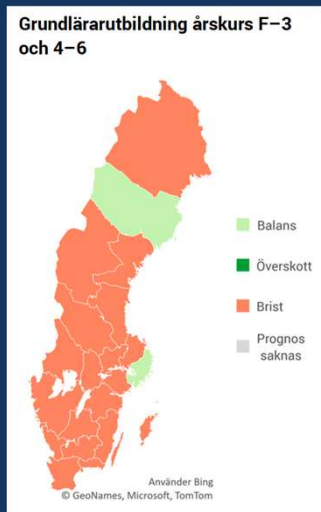 Grundlärarutbildning årskurs F–3
och 4–6
Balans
Överskott
Brist
Prognos
saknas
Använder Bing
© GeoNames, Microsoft, TomTom